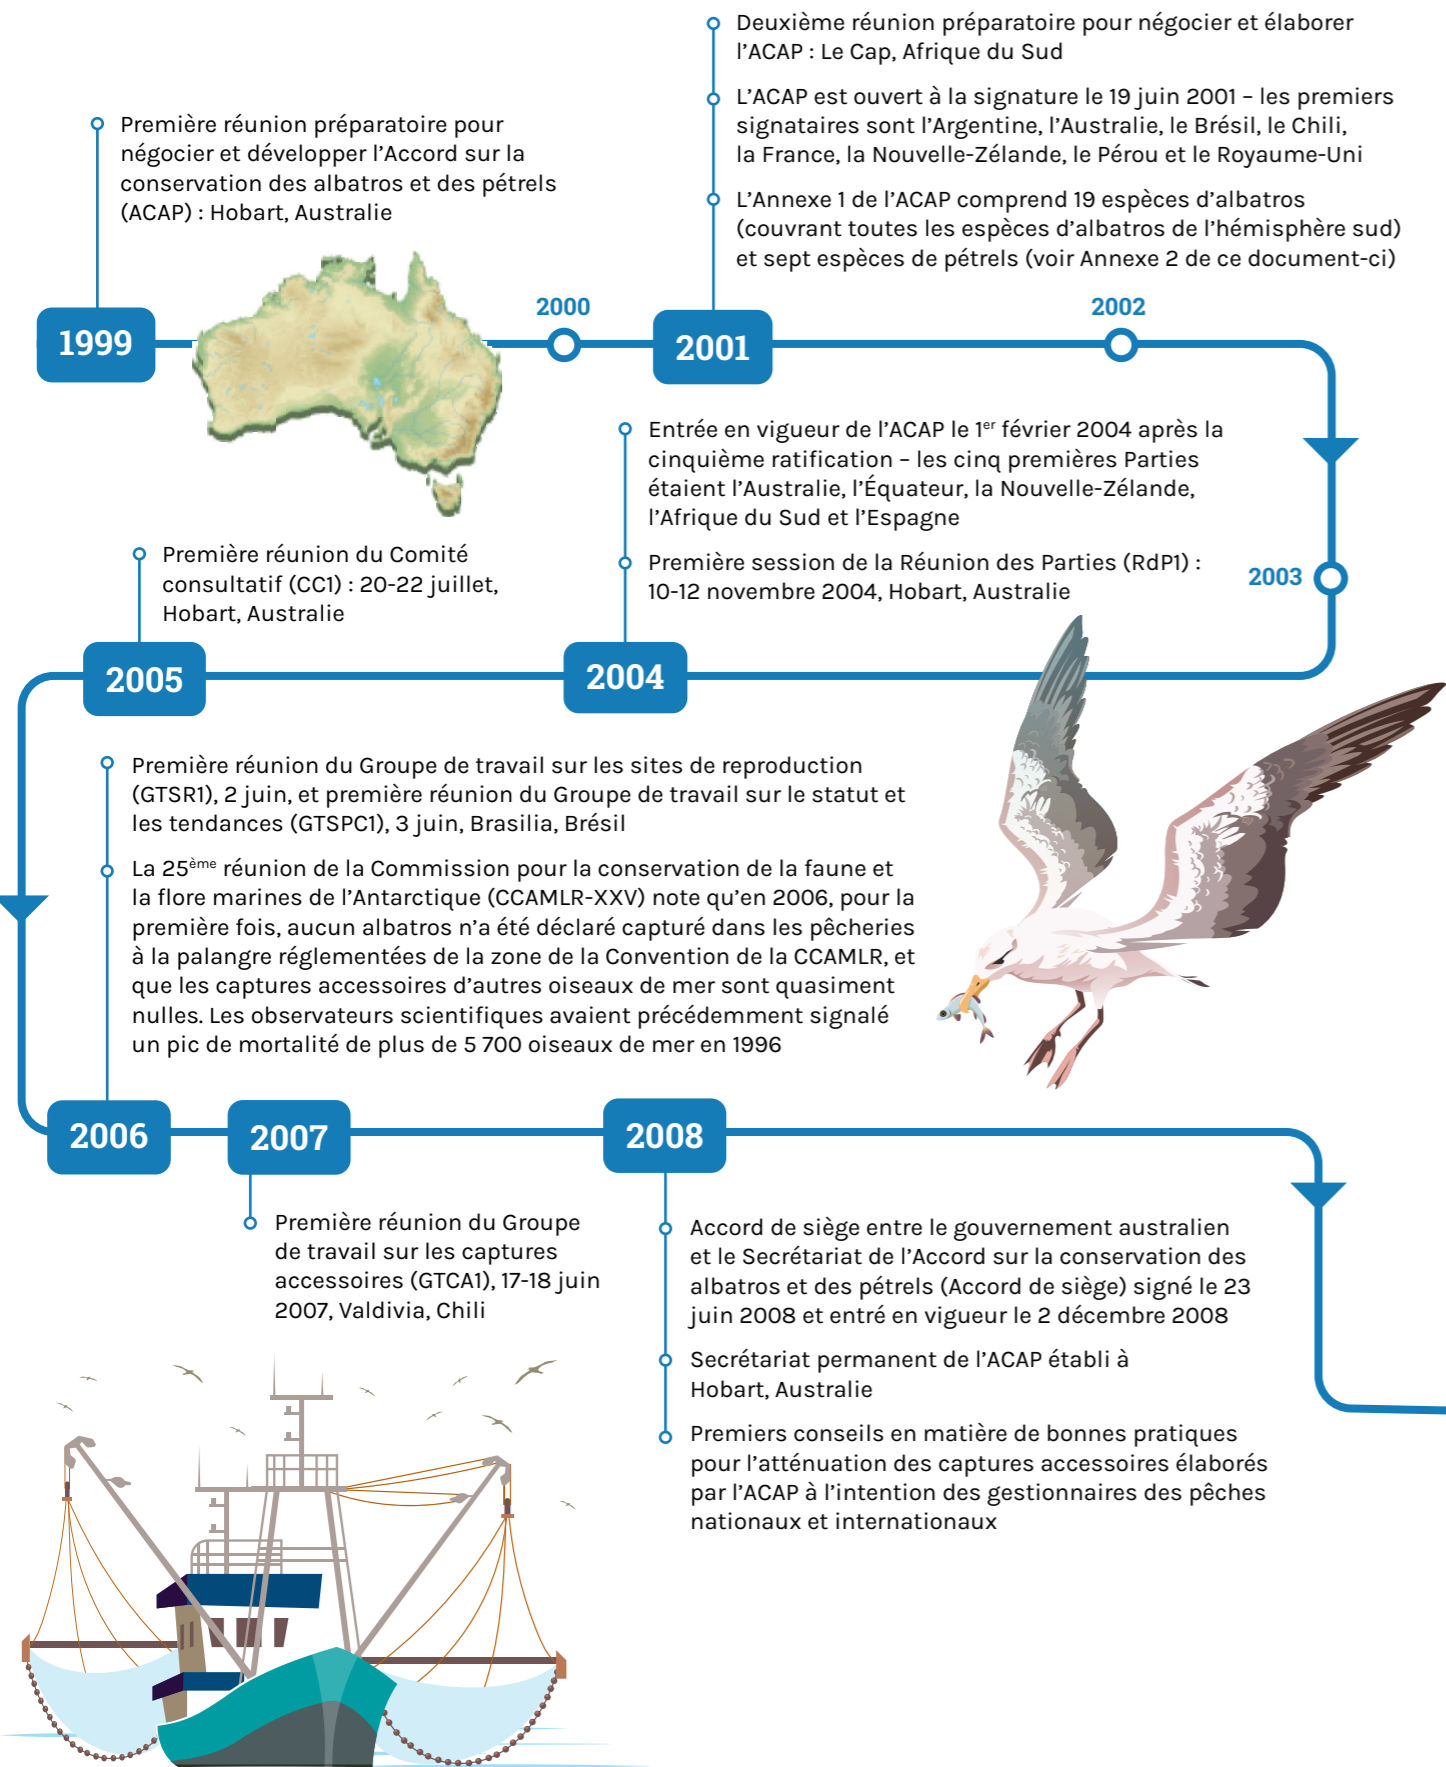 Première réunion préparatoire pour
négocier et développer l'Accord sur la
conservation des albatros et des pétrels
(ACAP) : Hobart, Australie
1999
2000
Deuxième réunion préparatoire pour négocier et élaborer
l'ACAP : Le Cap, Afrique du Sud
L'ACAP est ouvert à la signature le 19 juin 2001 – les premiers
signataires sont l'Argentine, l'Australie, le Brésil, le Chili,
la France, la Nouvelle-Zélande, le Pérou et le Royaume-Uni
L'Annexe 1 de l'ACAP comprend 19 espèces d'albatros
(couvrant toutes les espèces d'albatros de l'hémisphère sud)
et sept espèces de pétrels (voir Annexe 2 de ce document-ci)
2001
2002
2003
Entrée en vigueur de l'ACAP le 1er février 2004 après la
cinquième ratification – les cinq premières Parties
étaient l'Australie, l'Équateur, la Nouvelle-Zélande,
l'Afrique du Sud et l'Espagne
Première session de la Réunion des Parties (RdP1) :
10-12 novembre 2004, Hobart, Australie
2004
Première réunion du Comité
consultatif (CC1) : 20-22 juillet,
Hobart, Australie
2005
Première réunion du Groupe de travail sur les sites de reproduction
(GTSR1), 2 juin, et première réunion du Groupe de travail sur le statut et
les tendances (GTSPC1), 3 juin, Brasilia, Brésil
La 25ème réunion de la Commission pour la conservation de la faune et
la flore marines de l'Antarctique (CCAMLR-XXV) note qu'en 2006, pour la
première fois, aucun albatros n'a été déclaré capturé dans les pêcheries
à la palangre réglementées de la zone de la Convention de la CCAMLR, et
que les captures accessoires d'autres oiseaux de mer sont quasiment
nulles. Les observateurs scientifiques avaient précédemment signalé
un pic de mortalité de plus de 5 700 oiseaux de mer en 1996
2006
2007
Première réunion du Groupe
de travail sur les captures
accessoires (GTCA1), 17-18 juin
2007, Valdivia, Chili
2008
Accord de siège entre le gouvernement australien
et le Secrétariat de l'Accord sur la conservation des
albatros et des pétrels (Accord de siège) signé le 23
juin 2008 et entré en vigueur le 2 décembre 2008
Secrétariat permanent de l'ACAP établi à
Hobart, Australie
Premiers conseils en matière de bonnes pratiques
pour l'atténuation des captures accessoires élaborés
par l'ACAP à l'intention des gestionnaires des pêches
nationaux et internationaux